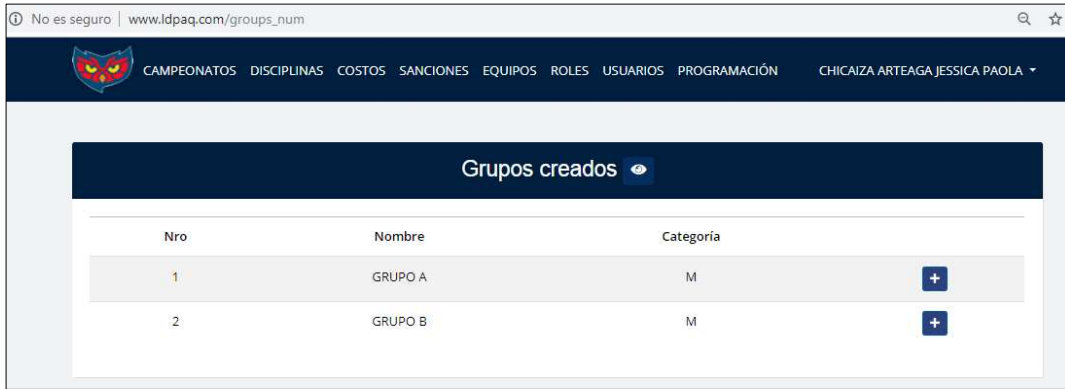 No es seguro | www.ldpaq.com/groups_num
CAMPEONATOS DISCIPLINAS COSTOS SANCIONES EQUIPOS ROLES USUARIOS PROGRAMACIÓN CHICAIZA ARTEAGA JESSICA PAOLA
Grupos creados
Nro Nombre Categoría
1 GRUPO A M +
2 GRUPO B M +